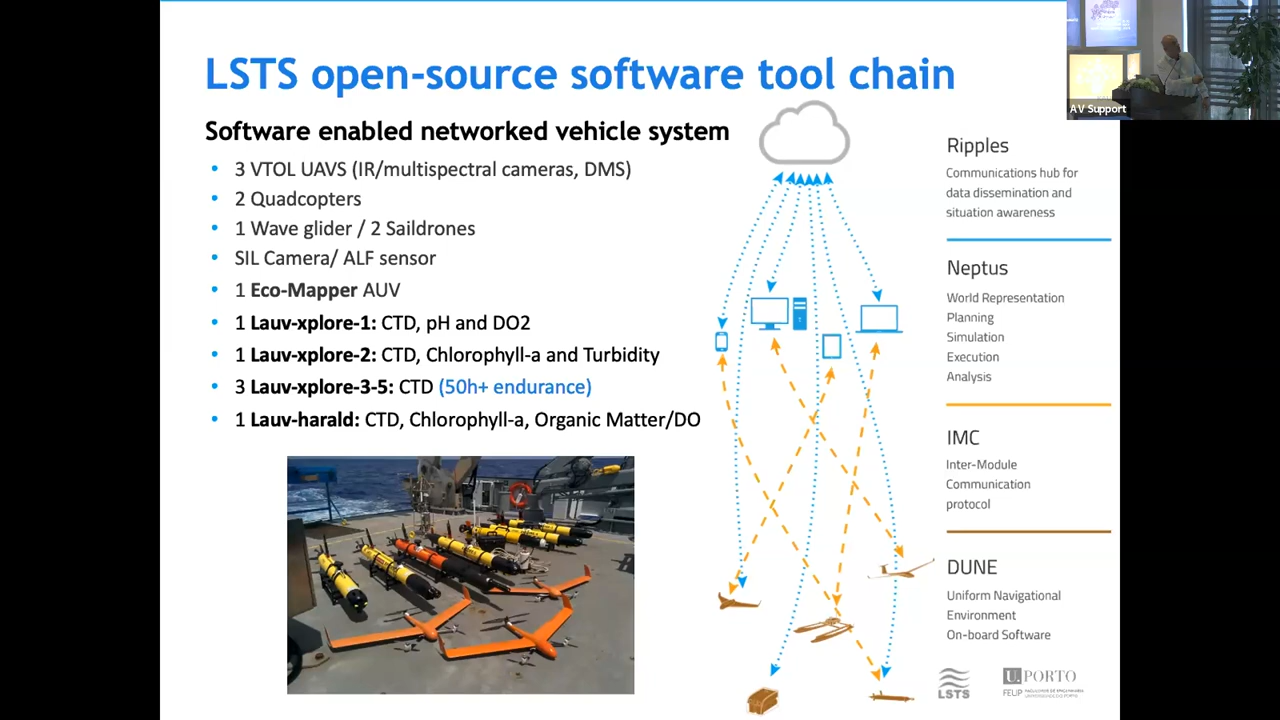 LSTS open-source software tool chain
Software enabled networked vehicle system
• 3 VTOL UAVS (IR/multispectral cameras, DMS)
• 2 Quadcopters
• 1 Wave glider / 2 Saildrones
• SIL Camera/ ALF sensor
• 1 Eco-Mapper AUV
• 1 Lauv-xplore-1: CTD, pH and DO2
• 1 Lauv-xplore-2: CTD, Chlorophyll-a and Turbidity
• 3 Lauv-xplore-3-5: CTD (50h+ endurance)
• 1 Lauv-harald: CTD, Chlorophyll-a, Organic Matter/DO
Ripples
Communications hub for
data dissemination and
situation awareness
Neptus
World Representation
Planning
Simulation
Execution
Analysis
IMC
Inter-Module
Communication
protocol
DUNE
Uniform Navigational
Environment
On-board Software
LSTS
U. PORTO
FEUP
AV Support